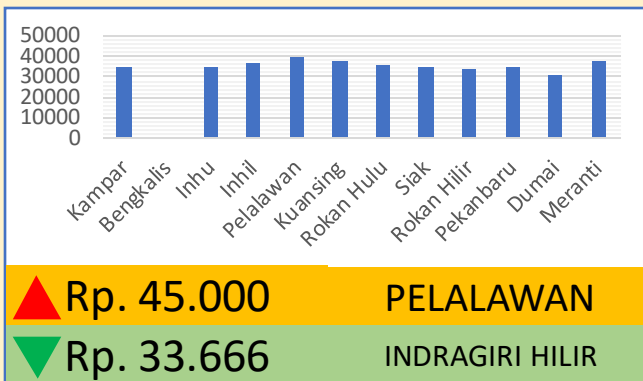 50000
40000
30000
20000
10000
0
Kampar
Bengkalis
Inhu
Inhil
Pelalawan
Kuansing
Rokan Hulu
Siak
Rokan Hilir
Pekanbaru
Dumai
Meranti
Rp. 45.000 PELALAWAN
Rp. 33.666 INDRAGIRI HILIR